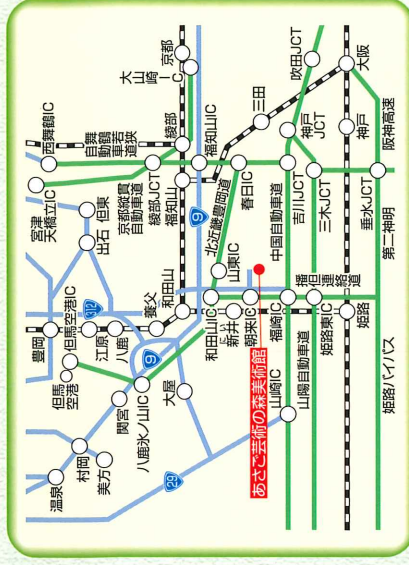 西舞鶴IC
宮津
天橋立IC
舞鶴若狭
自動車道
大山崎IC
京都
綾部
京都縦貫
自動車道
綾部JCT
福知山
福知山IC
9
三田
吹田JCT
大阪
神戸
JCT
神戸
阪神高速
出石
但東
北近畿豊岡道
春日IC
中国自動車道
吉川JCT
三木JCT
垂水JCT
第二神明
豊岡
312
但馬空港IC
但馬
空港
江原
八鹿
養父
和田山
山東IC
和田山IC
新井
にい
朝来IC
播但連絡道
福崎IC
姫路東IC
姫路
9
関宮
八鹿氷ノ山IC
大屋
あさご芸術の森美術館
山崎IC
山陽自動車道
姫路バイパス
温泉
村岡
美方
29